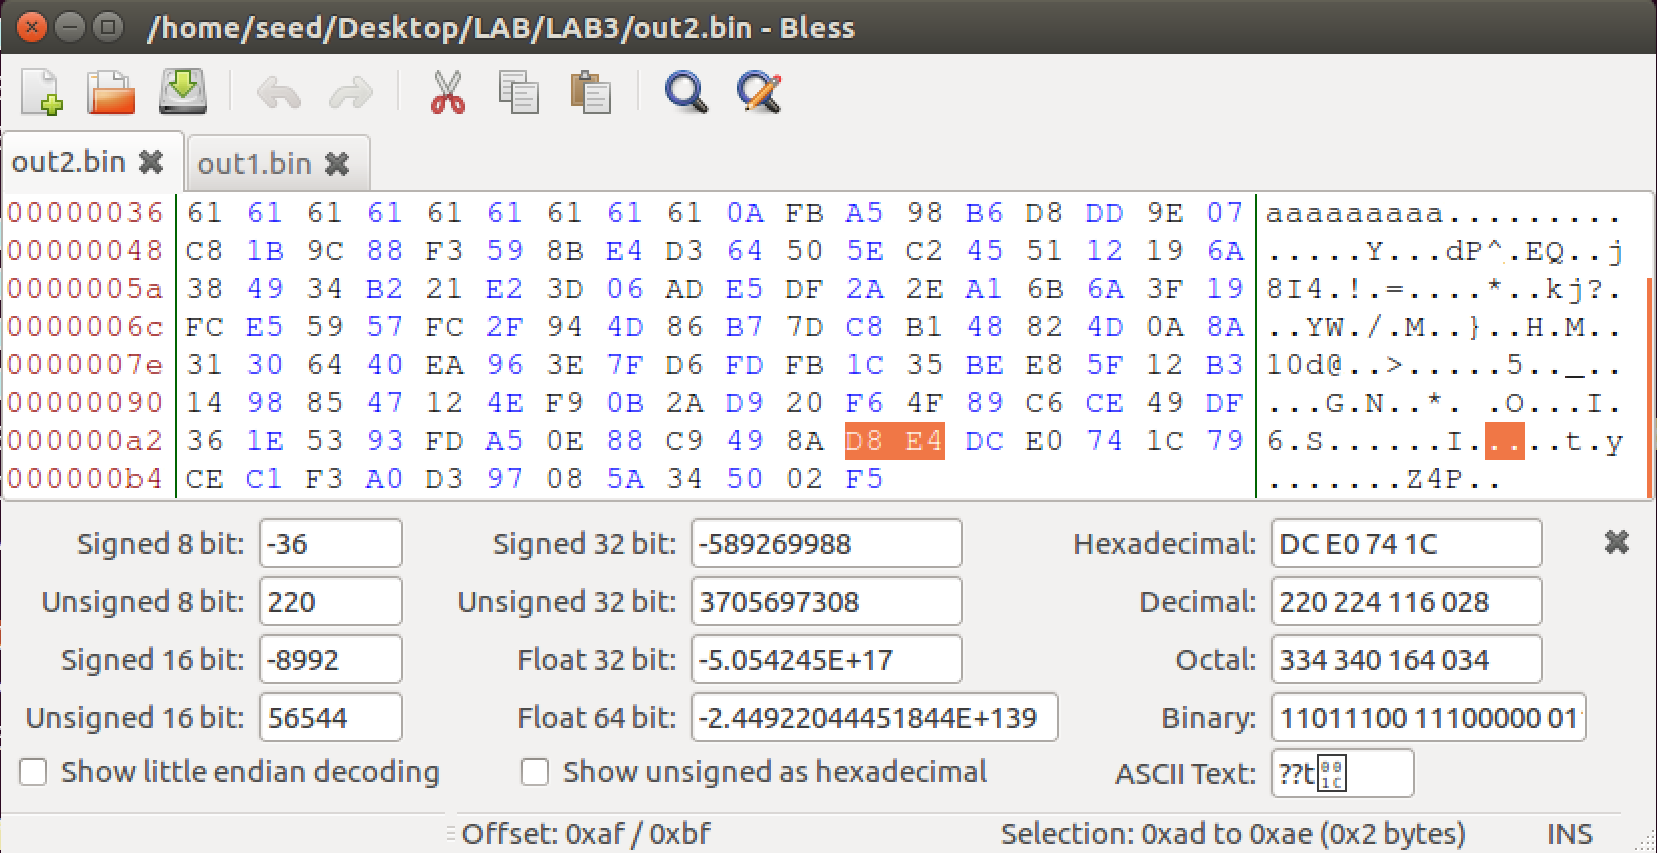 /home/seed/Desktop/LAB/LAB3/out2.bin - Bless
out2.bin out1.bin
00000036 61 61 61 61 61 61 61 61 61 0A FB A5 98 B6 D8 DD 9E 07 aaaaaaaaa.........
00000048 C8 1B 9C 88 F3 59 8B E4 D3 64 50 5E C2 45 51 12 19 6A .....Y...dP^.EQ..j
0000005a 38 49 34 B2 21 E2 3D 06 AD E5 DF 2A 2E A1 6B 6A 3F 19 8I4.!.=....*..kj?.
0000006c FC E5 59 57 FC 2F 94 4D 86 B7 7D C8 B1 48 82 4D 0A 8A ..YW./.M..}..H.M..
0000007e 31 30 64 40 EA 96 3E 7F D6 FD FB 1C 35 BE E8 5F 12 B3 10d@..>.....5.._..
00000090 14 98 85 47 12 4E F9 0B 2A D9 20 F6 4F 89 C6 CE 49 DF ...G.N..*. .O...I.
000000a2 36 1E 53 93 FD A5 0E 88 C9 49 8A D8 E4 DC E0 74 1C 79 6.S......I.....t.y
000000b4 CE C1 F3 A0 D3 97 08 5A 34 50 02 F5 .......Z4P..
Signed 8 bit: -36 Signed 32 bit: -589269988 Hexadecimal: DC E0 74 1C
Unsigned 8 bit: 220 Unsigned 32 bit: 3705697308 Decimal: 220 224 116 028
Signed 16 bit: -8992 Float 32 bit: -5.054245E+17 Octal: 334 340 164 034
Unsigned 16 bit: 56544 Float 64 bit: -2.44922044451844E+139 Binary: 11011100 11100000 01
Show little endian decoding Show unsigned as hexadecimal ASCII Text: ??t
Offset: 0xaf / 0xbf Selection: 0xad to 0xae (0x2 bytes) INS